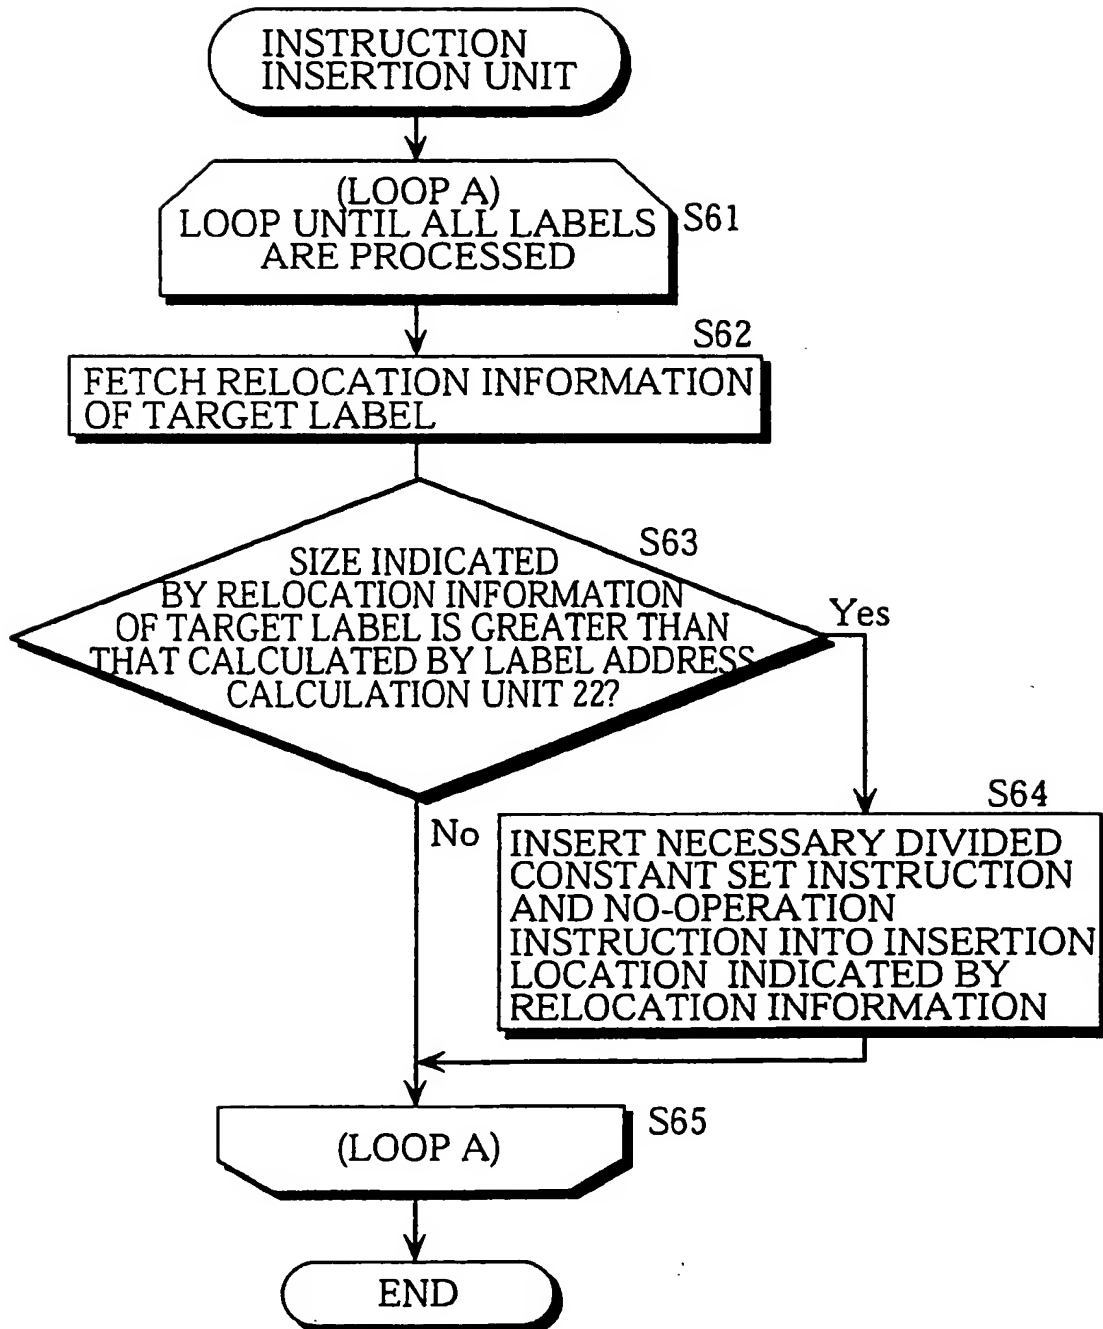 INSTRUCTION
INSERTION UNIT
(LOOP A)
LOOP UNTIL ALL LABELS
ARE PROCESSED
S61
S62
FETCH RELOCATION INFORMATION
OF TARGET LABEL
S63
SIZE INDICATED
BY RELOCATION INFORMATION
OF TARGET LABEL IS GREATER THAN
THAT CALCULATED BY LABEL ADDRESS
CALCULATION UNIT 22?
Yes
No
S64
INSERT NECESSARY DIVIDED
CONSTANT SET INSTRUCTION
AND NO-OPERATION
INSTRUCTION INTO INSERTION
LOCATION INDICATED BY
RELOCATION INFORMATION
(LOOP A)
S65
END